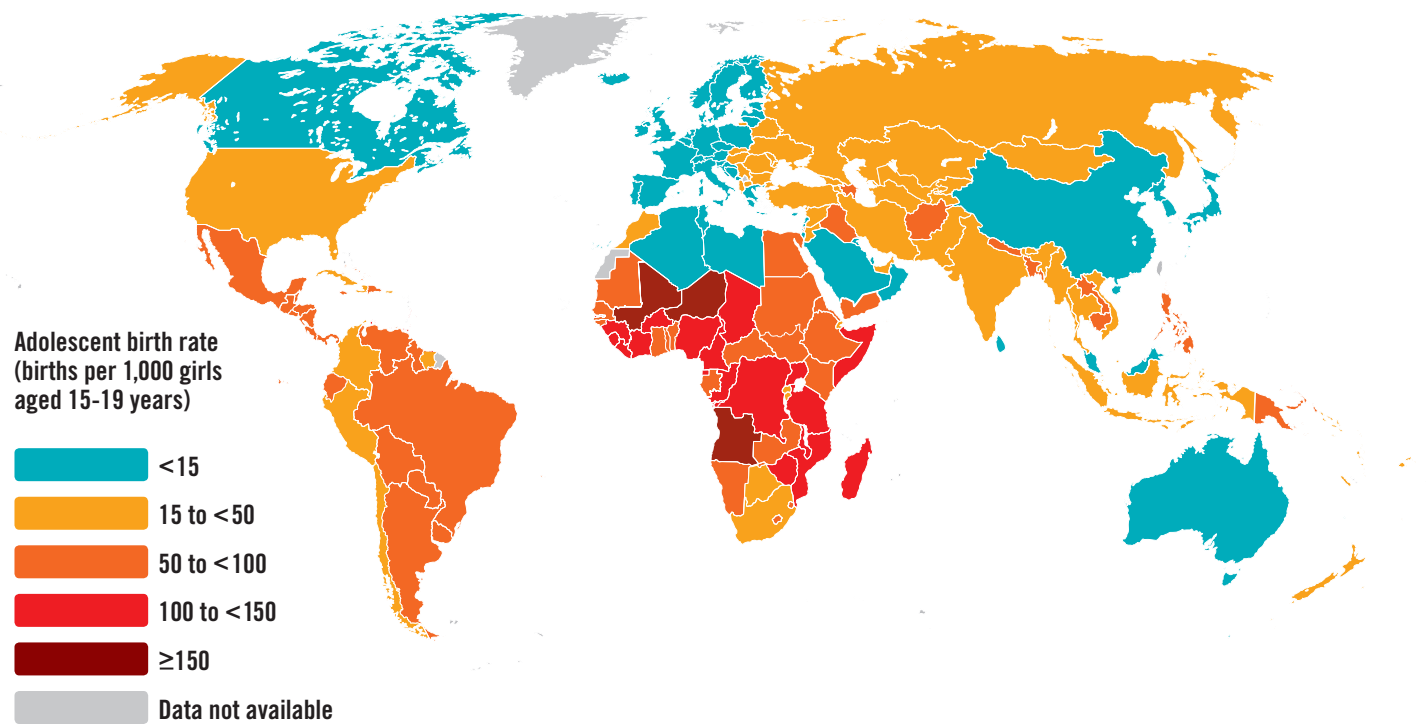 Adolescent birth rate
(births per 1,000 girls
aged 15-19 years)
<15
15 to <50
50 to <100
100 to <150
≥150
Data not available